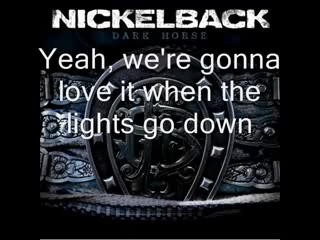 NICKELBACK
DARK HORSE
Yeah, we're gonna
love it when the
lights go down